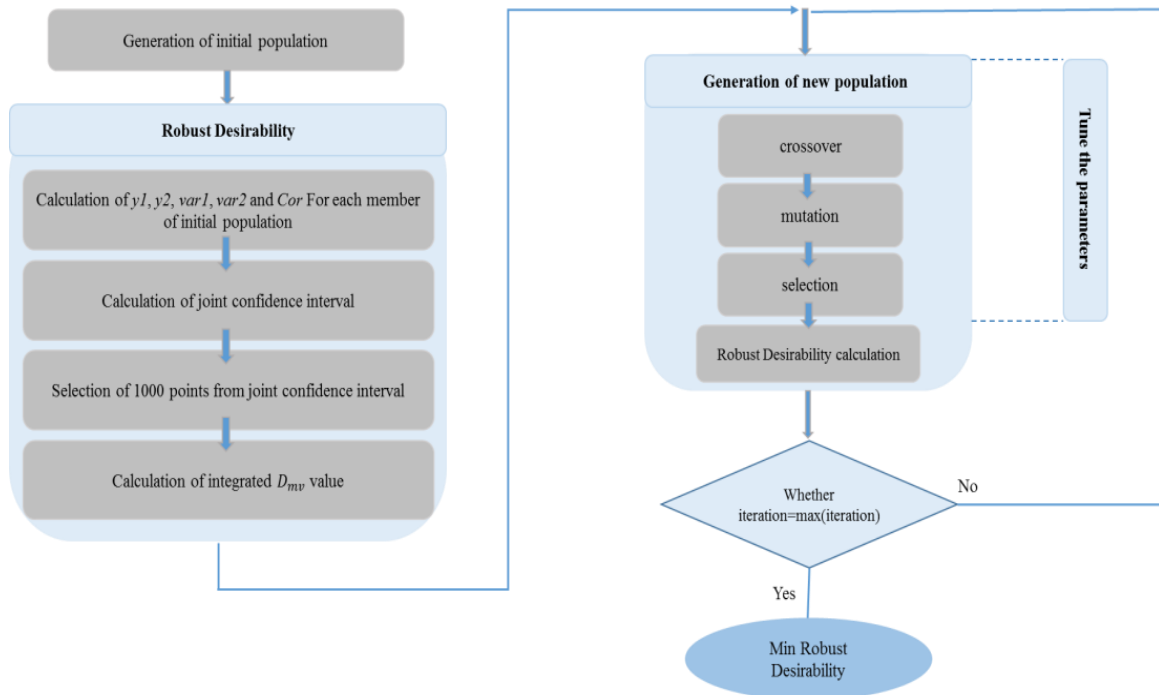 Generation of initial population
Robust Desirability
Calculation of y1, y2, var1, var2 and Cor For each member
of initial population
Calculation of joint confidence interval
Selection of 1000 points from joint confidence interval
Calculation of integrated D_{mv} value
Generation of new population
crossover
mutation
selection
Robust Desirability calculation
Tune the parameters
Whether
iteration=max(iteration)
No
Yes
Min Robust
Desirability